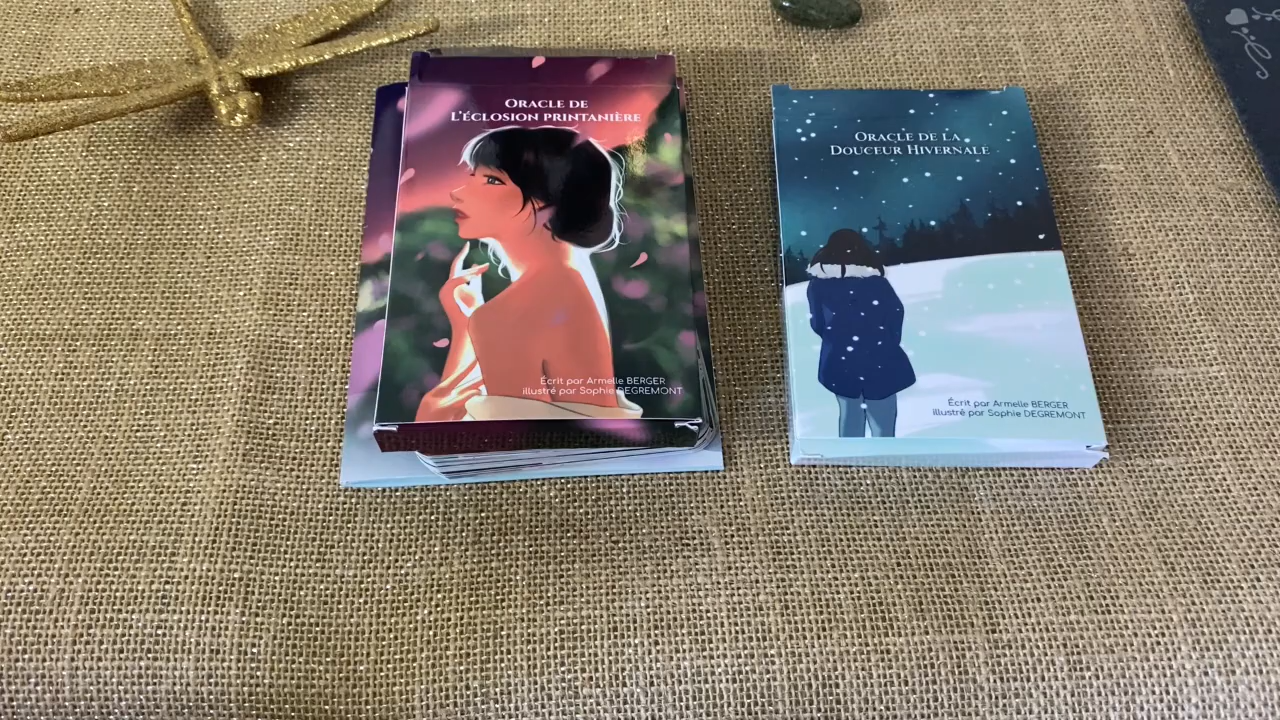 ORACLE DE
L'ÉCLOSION PRINTANIÈRE
Écrit par Armelle BERGER
illustré par Sophie DEGREMONT
ORACLE DE LA
DOUCEUR HIVERNALE
Écrit par Armelle BERGER
illustré par Sophie DEGREMONT